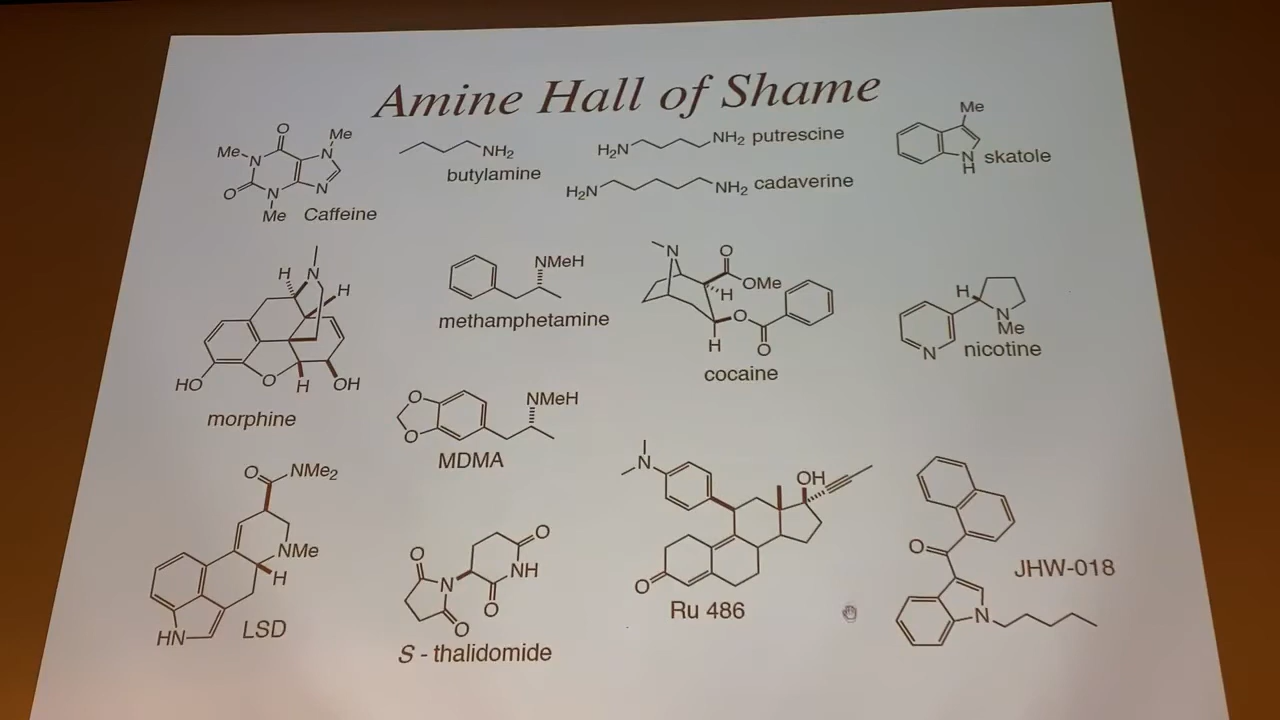 Amine Hall of Shame
O
Me
Me
N
N
O
N
N
Me
Caffeine
NH2
butylamine
H2N
NH2 putrescine
H2N
NH2 cadaverine
Me
N
H
skatole
H
N
H
HO
O
H
OH
morphine
NMeH
methamphetamine
N
O
OMe
H
O
H
O
cocaine
H
N
Me
N
nicotine
O
O
NMeH
MDMA
O
NMe2
NMe
H
HN
LSD
O
N
O
O
NH
O
S - thalidomide
N
OH
O
Ru 486
O
N
JHW-018